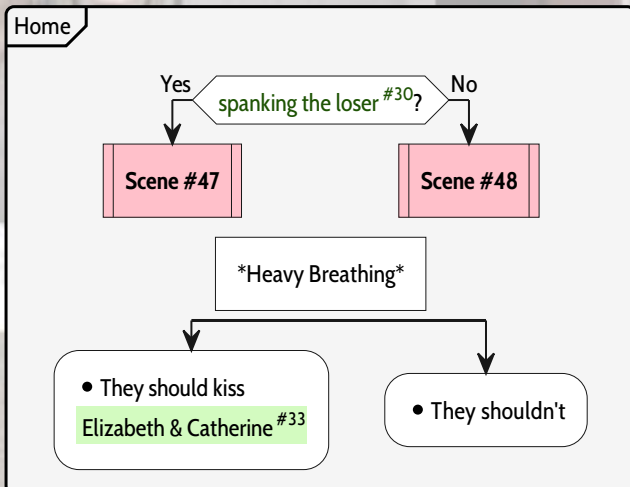 Home
Yes
No
spanking the loser #30?
Scene #47
Scene #48
*Heavy Breathing*
• They should kiss
Elizabeth & Catherine #33
• They shouldn't